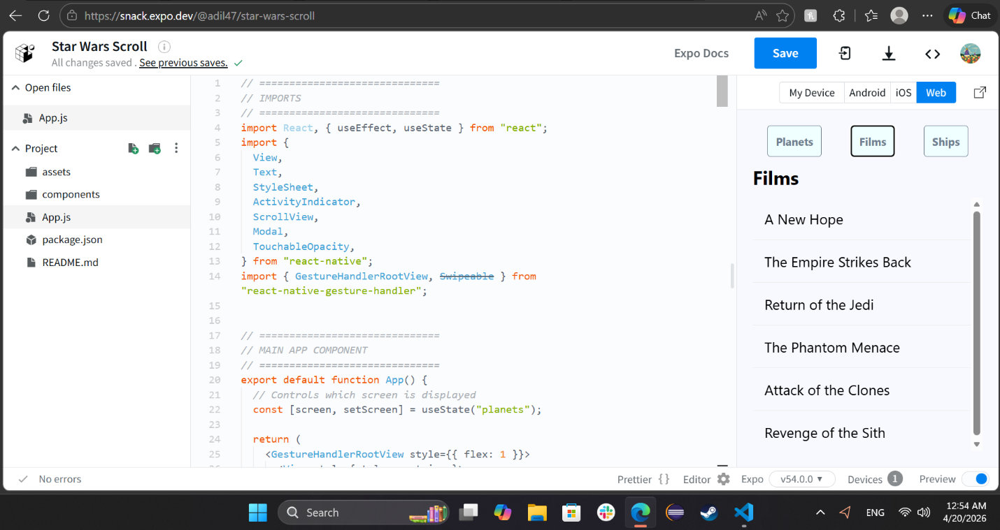 https://snack.expo.dev/@adil47/star-wars-scroll
Chat
Star Wars Scroll
All changes saved . See previous saves.
Expo Docs
Save
Open files
App.js
Project
assets
components
App.js
package.json
README.md
1 // ==============================
2 // IMPORTS
3 // ==============================
4 import React, { useEffect, useState } from "react";
5 import {
6 View,
7 Text,
8 StyleSheet,
9 ActivityIndicator,
10 ScrollView,
11 Modal,
12 TouchableOpacity,
13 } from "react-native";
14 import { GestureHandlerRootView, Swipeable } from
"react-native-gesture-handler";
15
16
17 // ==============================
18 // MAIN APP COMPONENT
19 // ==============================
20 export default function App() {
21 // Controls which screen is displayed
22 const [screen, setScreen] = useState("planets");
23
24 return (
25 <GestureHandlerRootView style={{ flex: 1 }}>
My Device Android iOS Web
Planets Films Ships
Films
A New Hope
The Empire Strikes Back
Return of the Jedi
The Phantom Menace
Attack of the Clones
Revenge of the Sith
No errors
Prettier {} Editor Expo v54.0.0 Devices 1 Preview
Search
ENG
12:54 AM
4/20/2026